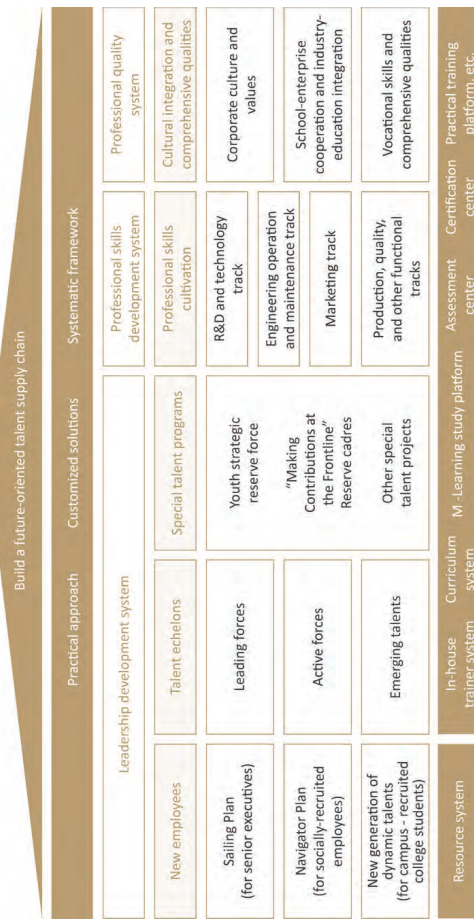 Build a future-oriented talent supply chain
Practical approach
Customized solutions
Systematic framework
Leadership development system
Professional skills
development system
Professional quality
system
New employees
Talent echelons
Special talent programs
Professional skills
cultivation
Cultural integration and
comprehensive qualities
Sailing Plan
(for senior executives)
Navigator Plan
(for socially-recruited
employees)
New generation of
dynamic talents
(for campus - recruited
college students)
Leading forces
Active forces
Emerging talents
Youth strategic
reserve force
“Making
Contributions at
the Frontline”
Reserve cadres
Other special
talent projects
R&D and technology
track
Engineering operation
and maintenance track
Marketing track
Production, quality,
and other functional
tracks
Corporate culture and
values
School-enterprise
cooperation and industry-
education integration
Vocational skills and
comprehensive qualities
Resource system
In-house
trainer system
Curriculum
system
M -Learning study platform
Assessment
center
Certification
center
Practical training
platform, etc.